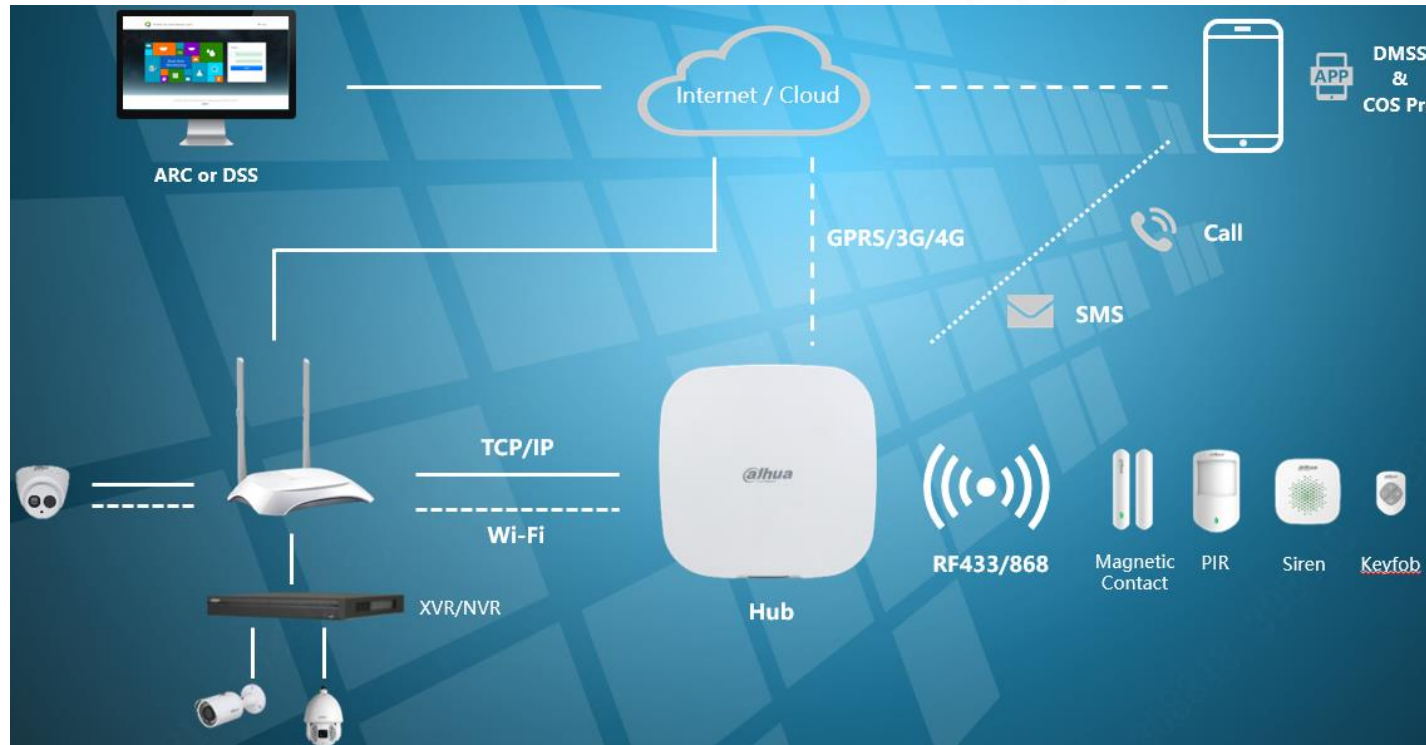 Internet / Cloud
APP
DMSS
&
COS Pr
ARC or DSS
GPRS/3G/4G
Call
SMS
TCP/IP
Wi-Fi
alhua
RF433/868
Magnetic
Contact
PIR
Siren
Keyfob
XVR/NVR
Hub